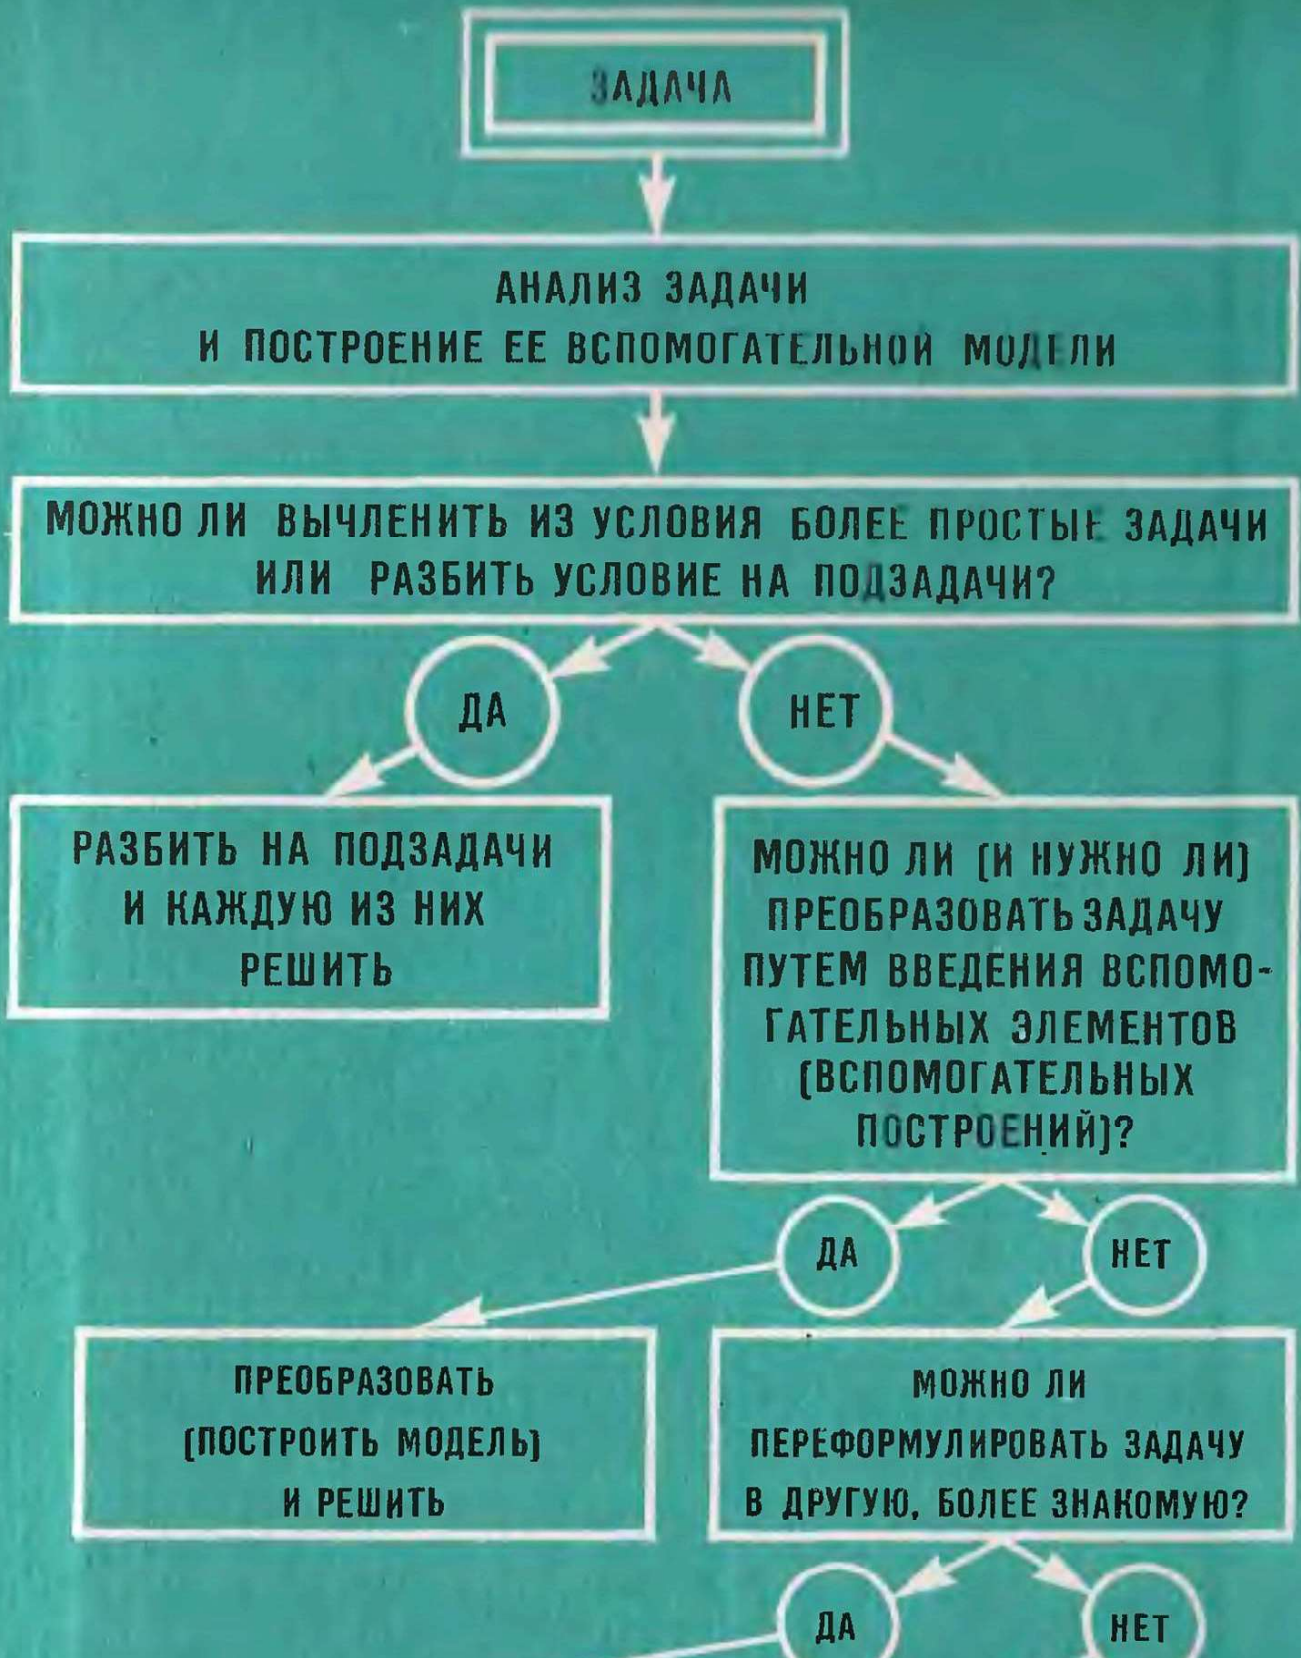 ЗАДАЧА
АНАЛИЗ ЗАДАЧИ
И ПОСТРОЕНИЕ ЕЕ ВСПОМОГАТЕЛЬНОЙ МОДЕЛИ
МОЖНО ЛИ ВЫЧЛЕНИТЬ ИЗ УСЛОВИЯ БОЛЕЕ ПРОСТЫЕ ЗАДАЧИ
ИЛИ РАЗБИТЬ УСЛОВИЕ НА ПОДЗАДАЧИ?
ДА
НЕТ
РАЗБИТЬ НА ПОДЗАДАЧИ
И КАЖДУЮ ИЗ НИХ
РЕШИТЬ
МОЖНО ЛИ (И НУЖНО ЛИ)
ПРЕОБРАЗОВАТЬ ЗАДАЧУ
ПУТЕМ ВВЕДЕНИЯ ВСПОМО-
ГАТЕЛЬНЫХ ЭЛЕМЕНТОВ
(ВСПОМОГАТЕЛЬНЫХ
ПОСТРОЕНИЙ)?
ДА
НЕТ
ПРЕОБРАЗОВАТЬ
(ПОСТРОИТЬ МОДЕЛЬ)
И РЕШИТЬ
МОЖНО ЛИ
ПЕРЕФОРМУЛИРОВАТЬ ЗАДАЧУ
В ДРУГУЮ, БОЛЕЕ ЗНАКОМУЮ?
ДА
НЕТ